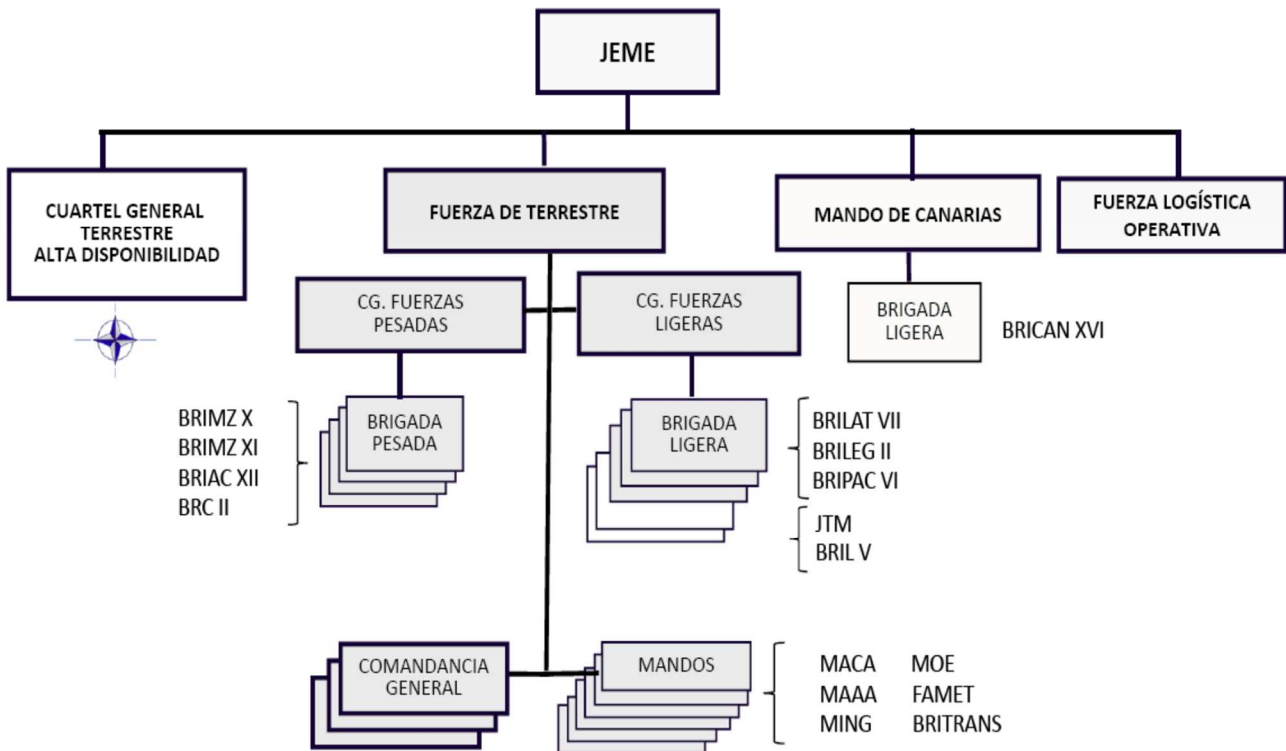 JEME
CUARTEL GENERAL
TERRESTRE
ALTA DISPONIBILIDAD
FUERZA DE TERRESTRE
MANDO DE CANARIAS
FUERZA LOGÍSTICA
OPERATIVA
CG. FUERZAS
PESADAS
CG. FUERZAS
LIGERAS
BRIGADA
LIGERA
BRICAN XVI
BRIMZ X
BRIMZ XI
BRIAC XII
BRC II
BRIGADA
PESADA
BRIGADA
LIGERA
BRILAT VII
BRILEG II
BRIPAC VI
JTM
BRIL V
COMANDANCIA
GENERAL
MANDOS
MACA MOE
MAAA FAMET
MING BRITRANS